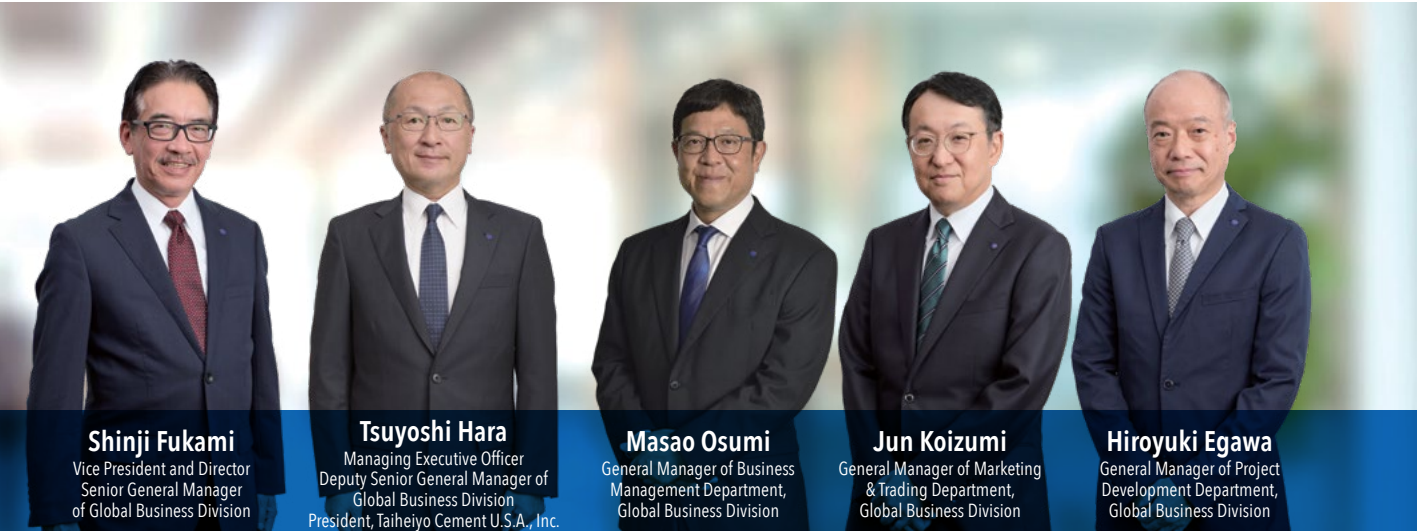 Shinji Fukami
Vice President and Director
Senior General Manager
of Global Business Division
Tsuyoshi Hara
Managing Executive Officer
Deputy Senior General Manager of
Global Business Division
President, Taiheiyo Cement U.S.A., Inc.
Masao Osumi
General Manager of Business
Management Department,
Global Business Division
Jun Koizumi
General Manager of Marketing
& Trading Department,
Global Business Division
Hiroyuki Egawa
General Manager of Project
Development Department,
Global Business Division